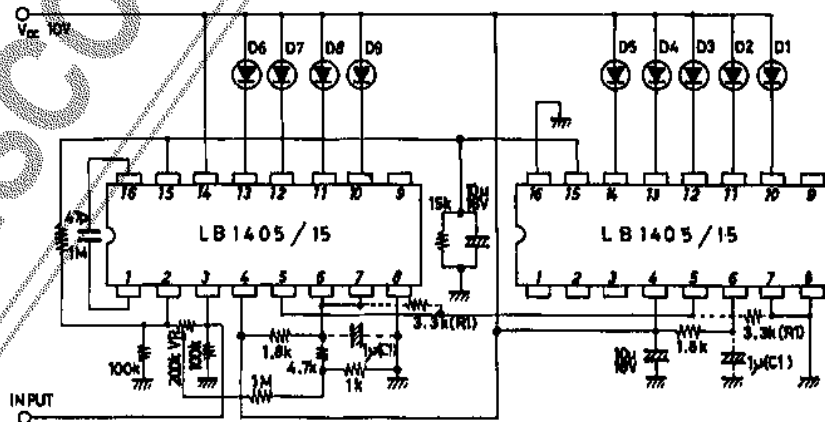 Vcc 10V
D6 D7 D8 D9
D5 D4 D3 D2 D1
16 15 14 13 12 11 10 9
16 15 14 13 12 11 10 9
47p
1M
15k
10μ
16V
LB1405/15
LB1405/15
1 2 3 4 5 6 7 8
1 2 3 4 5 6 7 8
3.3k(R1)
3.3k(R1)
1.8k
1μ(C1)
1.8k
1μ(C1)
100k
200k VR
100k
4.7k
1k
10μ
16V
1M
INPUT